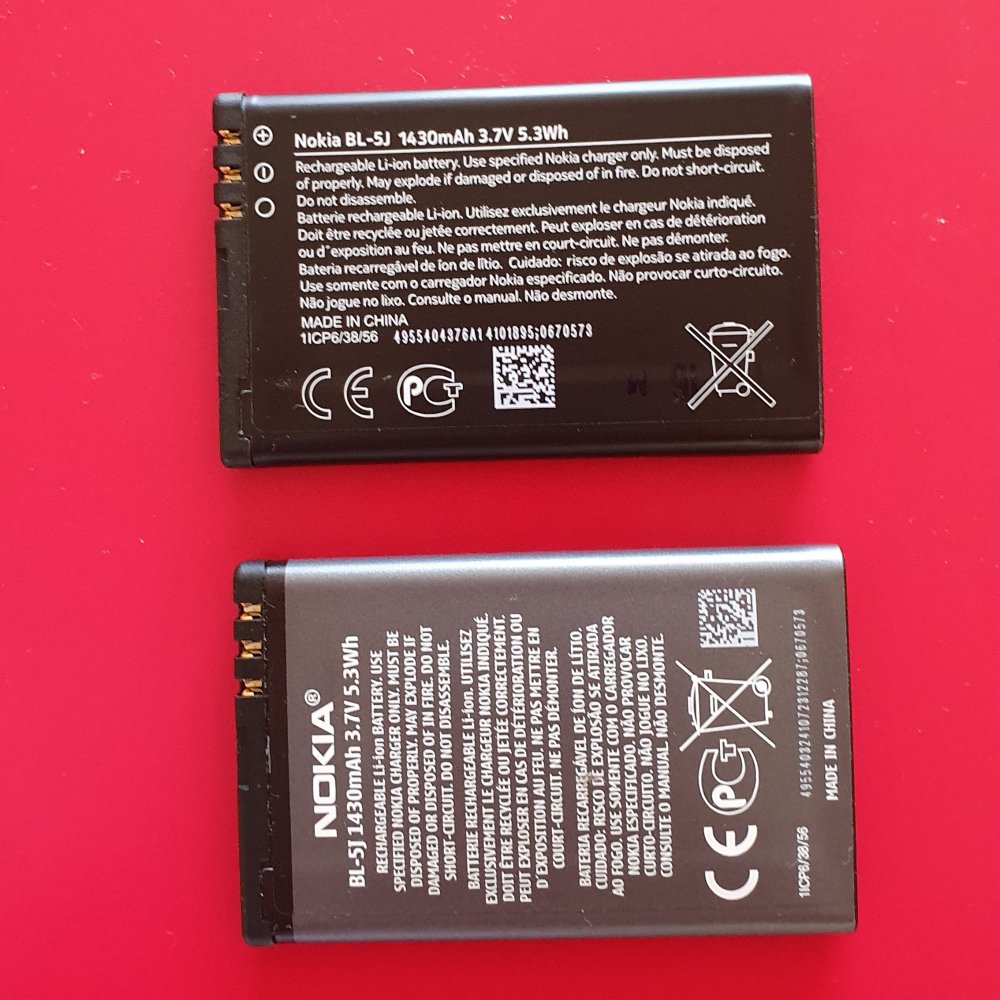 Nokia BL-5J 1430mAh 3.7V 5.3Wh
Rechargeable Li-ion battery. Use specified Nokia charger only. Must be disposed
of properly. May explode if damaged or disposed of in fire. Do not short-circuit.
Do not disassemble.
Batterie rechargeable Li-ion. Utilisez exclusivement le chargeur Nokia indiqué.
Doit être recyclée ou jetée correctement. Peut exploser en cas de détérioration
ou d'exposition au feu. Ne pas mettre en court-circuit. Ne pas démonter.
Bateria recarregável de íon de lítio. Cuidado: risco de explosão se atirada ao fogo.
Use somente com o carregador Nokia especificado. Não provocar curto-circuito.
Não jogue no lixo. Consulte o manual. Não desmonte.
MADE IN CHINA
1ICP6/38/56 4955404376A14101895;0670573
CE PCT
NOKIA®
BL-5J 1430mAh 3.7V 5.3Wh
RECHARGEABLE Li-ion BATTERY. USE
SPECIFIED NOKIA CHARGER ONLY. MUST BE
DISPOSED OF PROPERLY. MAY EXPLODE IF
DAMAGED OR DISPOSED OF IN FIRE. DO NOT
SHORT-CIRCUIT. DO NOT DISASSEMBLE.
BATTERIE RECHARGEABLE Li-ion. UTILISEZ
EXCLUSIVEMENT LE CHARGEUR NOKIA INDIQUÉ.
DOIT ÊTRE RECYCLÉE OU JETÉE CORRECTEMENT.
PEUT EXPLOSER EN CAS DE DÉTÉRIORATION OU
D'EXPOSITION AU FEU. NE PAS METTRE EN
COURT-CIRCUIT. NE PAS DÉMONTER.
BATERIA RECARREGÁVEL DE ÍON DE LÍTIO.
CUIDADO: RISCO DE EXPLOSÃO SE ATIRADA
AO FOGO. USE SOMENTE COM O CARREGADOR
NOKIA ESPECIFICADO. NÃO PROVOCAR
CURTO-CIRCUITO. NÃO JOGUE NO LIXO.
CONSULTE O MANUAL. NÃO DESMONTE.
CE PCT
1ICP6/38/56 4955403241072312287;0670573
MADE IN CHINA